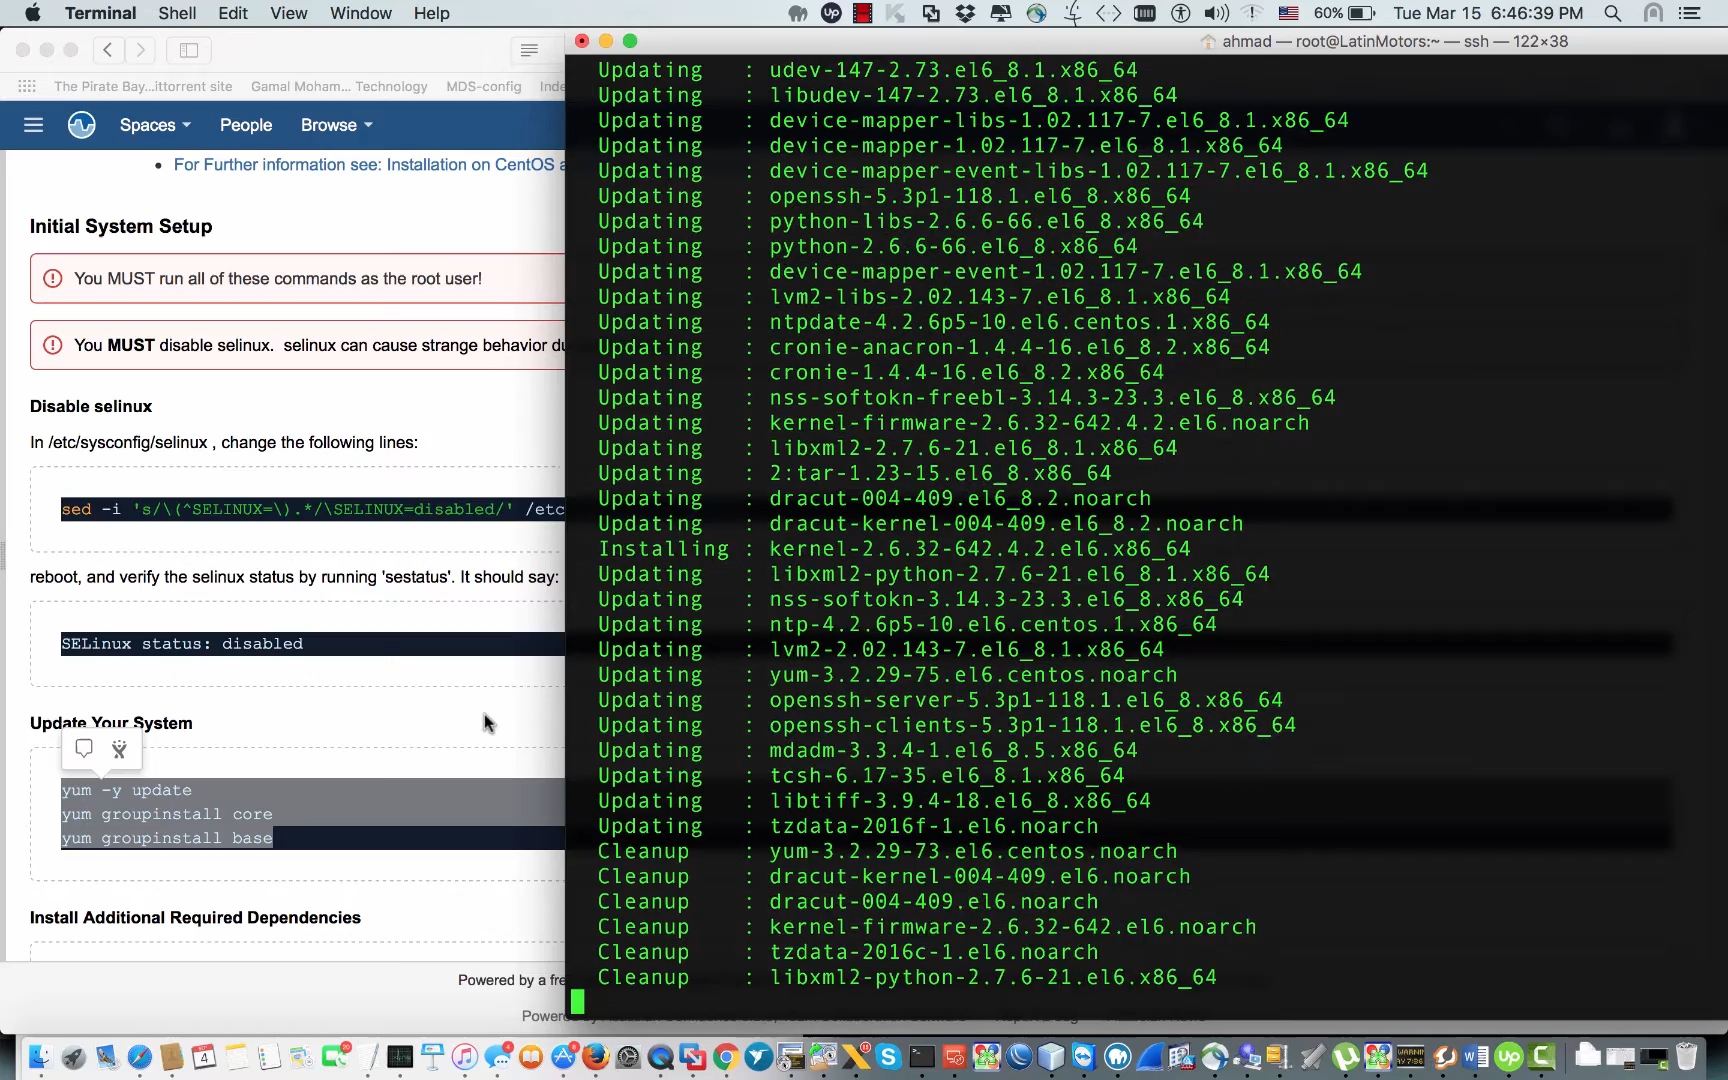 Terminal Shell Edit View Window Help
60% Tue Mar 15 6:46:39 PM
ahmad — root@LatinMotors:~ — ssh — 122×38
The Pirate Bay...ittorrent site Gamal Moham... Technology MDS-config
Spaces People Browse
For Further information see: Installation on CentOS
Initial System Setup
You MUST run all of these commands as the root user!
You MUST disable selinux. selinux can cause strange behavior
Disable selinux
In /etc/sysconfig/selinux , change the following lines:
sed -i 's/\(^SELINUX=\).*/\SELINUX=disabled/' /etc
reboot, and verify the selinux status by running 'sestatus'. It should say:
SELinux status: disabled
Update Your System
yum -y update
yum groupinstall core
yum groupinstall base
Install Additional Required Dependencies
Powered by a
Updating : udev-147-2.73.el6_8.1.x86_64
Updating : libudev-147-2.73.el6_8.1.x86_64
Updating : device-mapper-libs-1.02.117-7.el6_8.1.x86_64
Updating : device-mapper-1.02.117-7.el6_8.1.x86_64
Updating : device-mapper-event-libs-1.02.117-7.el6_8.1.x86_64
Updating : openssh-5.3p1-118.1.el6_8.x86_64
Updating : python-libs-2.6.6-66.el6_8.x86_64
Updating : python-2.6.6-66.el6_8.x86_64
Updating : device-mapper-event-1.02.117-7.el6_8.1.x86_64
Updating : lvm2-libs-2.02.143-7.el6_8.1.x86_64
Updating : ntpdate-4.2.6p5-10.el6.centos.1.x86_64
Updating : cronie-anacron-1.4.4-16.el6_8.2.x86_64
Updating : cronie-1.4.4-16.el6_8.2.x86_64
Updating : nss-softokn-freebl-3.14.3-23.3.el6_8.x86_64
Updating : kernel-firmware-2.6.32-642.4.2.el6.noarch
Updating : libxml2-2.7.6-21.el6_8.1.x86_64
Updating : 2:tar-1.23-15.el6_8.x86_64
Updating : dracut-004-409.el6_8.2.noarch
Updating : dracut-kernel-004-409.el6_8.2.noarch
Installing : kernel-2.6.32-642.4.2.el6.x86_64
Updating : libxml2-python-2.7.6-21.el6_8.1.x86_64
Updating : nss-softokn-3.14.3-23.3.el6_8.x86_64
Updating : ntp-4.2.6p5-10.el6.centos.1.x86_64
Updating : lvm2-2.02.143-7.el6_8.1.x86_64
Updating : yum-3.2.29-75.el6.centos.noarch
Updating : openssh-server-5.3p1-118.1.el6_8.x86_64
Updating : openssh-clients-5.3p1-118.1.el6_8.x86_64
Updating : mdadm-3.3.4-1.el6_8.5.x86_64
Updating : tcsh-6.17-35.el6_8.1.x86_64
Updating : libtiff-3.9.4-18.el6_8.x86_64
Updating : tzdata-2016f-1.el6.noarch
Cleanup : yum-3.2.29-73.el6.centos.noarch
Cleanup : dracut-kernel-004-409.el6.noarch
Cleanup : dracut-004-409.el6.noarch
Cleanup : kernel-firmware-2.6.32-642.el6.noarch
Cleanup : tzdata-2016c-1.el6.noarch
Cleanup : libxml2-python-2.7.6-21.el6.x86_64